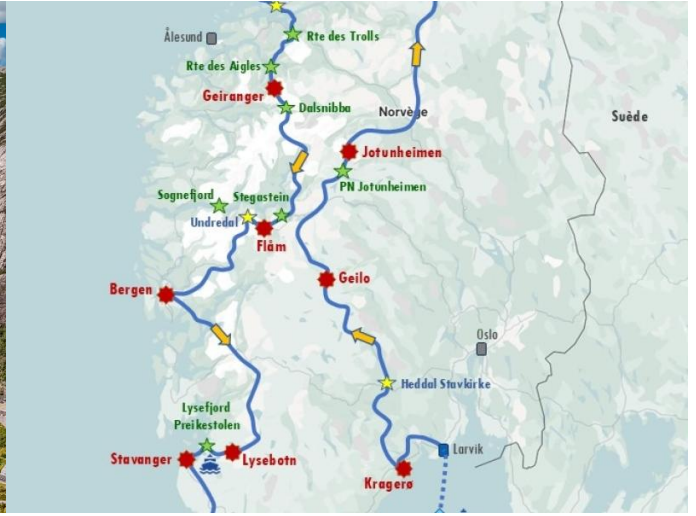 Ålesund
Rte des Trolls
Rte des Aigles
Geiranger
Dalsnibba
Norvège
Suède
Jotunheimen
PN Jotunheimen
Sognefjord
Stegastein
Undredal
Flåm
Geilo
Bergen
Oslo
Heddal Stavkirke
Lysefjord
Preikestolen
Stavanger
Lysebotn
Larvik
Kragerø